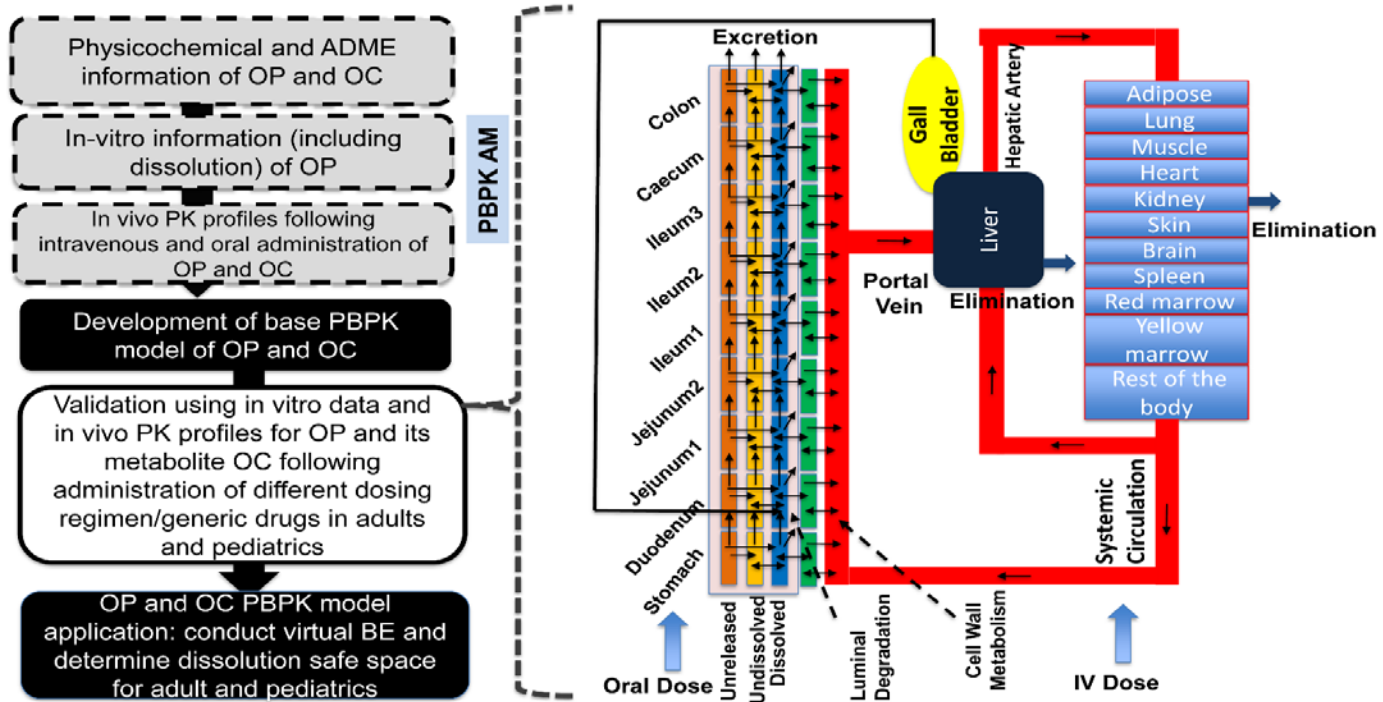 Physicochemical and ADME
information of OP and OC
In-vitro information (including
dissolution) of OP
In vivo PK profiles following
intravenous and oral administration of
OP and OC
Development of base PBPK
model of OP and OC
Validation using in vitro data and
in vivo PK profiles for OP and its
metabolite OC following
administration of different dosing
regimen/generic drugs in adults
and pediatrics
OP and OC PBPK model
application: conduct virtual BE and
determine dissolution safe space
for adult and pediatrics
PBPK AM
Excretion
Colon
Caecum
Ileum3
Ileum2
Ileum1
Jejunum2
Jejunum1
Duodenum
Stomach
Oral Dose
Unreleased
Undissolved
Dissolved
Luminal
Degradation
Cell Wall
Metabolism
Gall
Bladder
Liver
Portal
Vein
Elimination
Hepatic Artery
Adipose
Lung
Muscle
Heart
Kidney
Skin
Brain
Spleen
Red marrow
Yellow
marrow
Rest of the
body
Elimination
Systemic
Circulation
IV Dose